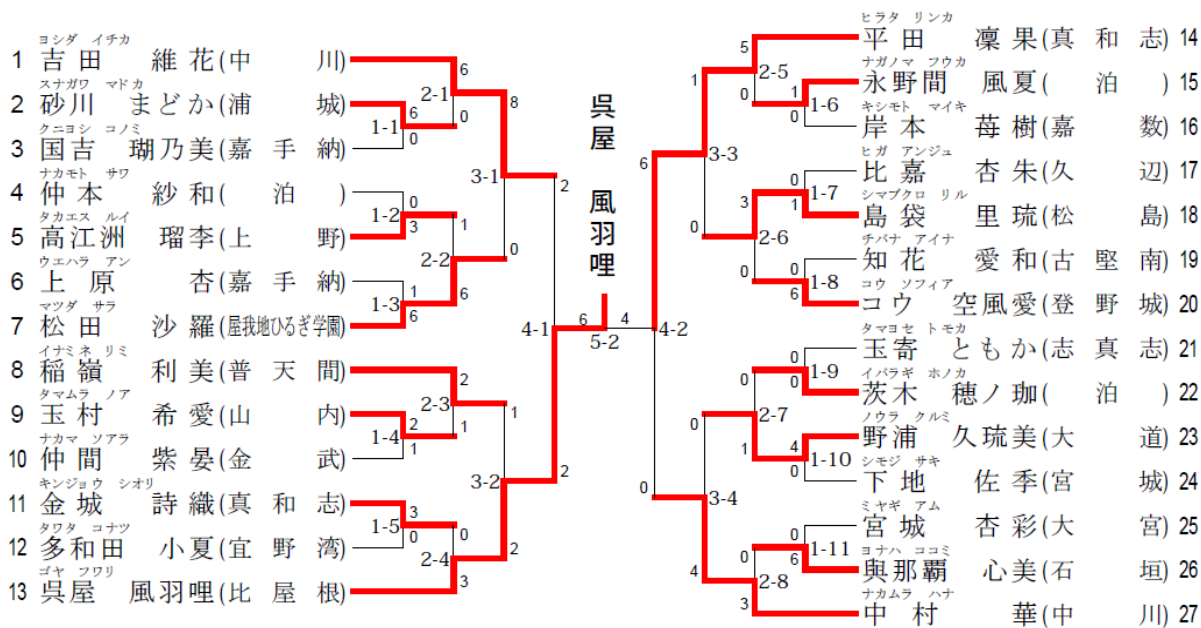 ヨシダ イチカ
1 吉田 維花(中川)
スナガワ マドカ
2 砂川 まどか(浦城)
クニヨシ コノミ
3 国吉 瑚乃美(嘉手納)
ナカモト サワ
4 仲本 紗和(泊)
タカエス ルイ
5 高江洲 瑠李(上野)
ウエハラ アン
6 上原 杏(嘉手納)
マツダ サラ
7 松田 沙羅(屋我地ひるぎ学園)
イナミネ リミ
8 稲嶺 利美(普天間)
タマムラ ノア
9 玉村 希愛(山内)
ナカマ ソアラ
10 仲間 紫晏(金武)
キンジョウ シオリ
11 金城 詩織(真和志)
タワタ コナツ
12 多和田 小夏(宜野湾)
ゴヤ フワリ
13 呉屋 風羽哩(比屋根)
6
2-1
0
6
1-1
0
8
3-1
0
0
1-2
3
1
2-2
6
1
1-3
6
2
4-1
2
2
2-3
1
2
1-4
1
1
3-2
2
3
1-5
0
0
2-4
3
呉屋 風羽哩
6
5-2
4
5
2-5
0
1
1-6
0
1
3-3
0
0
1-7
1
3
2-6
0
0
1-8
6
6
4-2
0
0
1-9
0
0
2-7
1
4
1-10
0
0
3-4
4
0
1-11
6
0
2-8
3
ヒラタ リンカ
平田 凜果(真和志) 14
ナガノマ フウカ
永野間 風夏(泊) 15
キシモト マイキ
岸本 苺樹(嘉数) 16
ヒガ アンジュ
比嘉 杏朱(久辺) 17
シマブクロ リル
島袋 里琉(松島) 18
チバナ アイナ
知花 愛和(古堅南) 19
コウ ソフィア
コウ 空風愛(登野城) 20
タマヨセ トモカ
玉寄 ともか(志真志) 21
イバラギ ホノカ
茨木 穂ノ珈(泊) 22
ノウラ クルミ
野浦 久琉美(大道) 23
シモジ サキ
下地 佐季(宮城) 24
ミヤギ アム
宮城 杏彩(大宮) 25
ヨナハ ココミ
與那覇 心美(石垣) 26
ナカムラ ハナ
中村 華(中川) 27